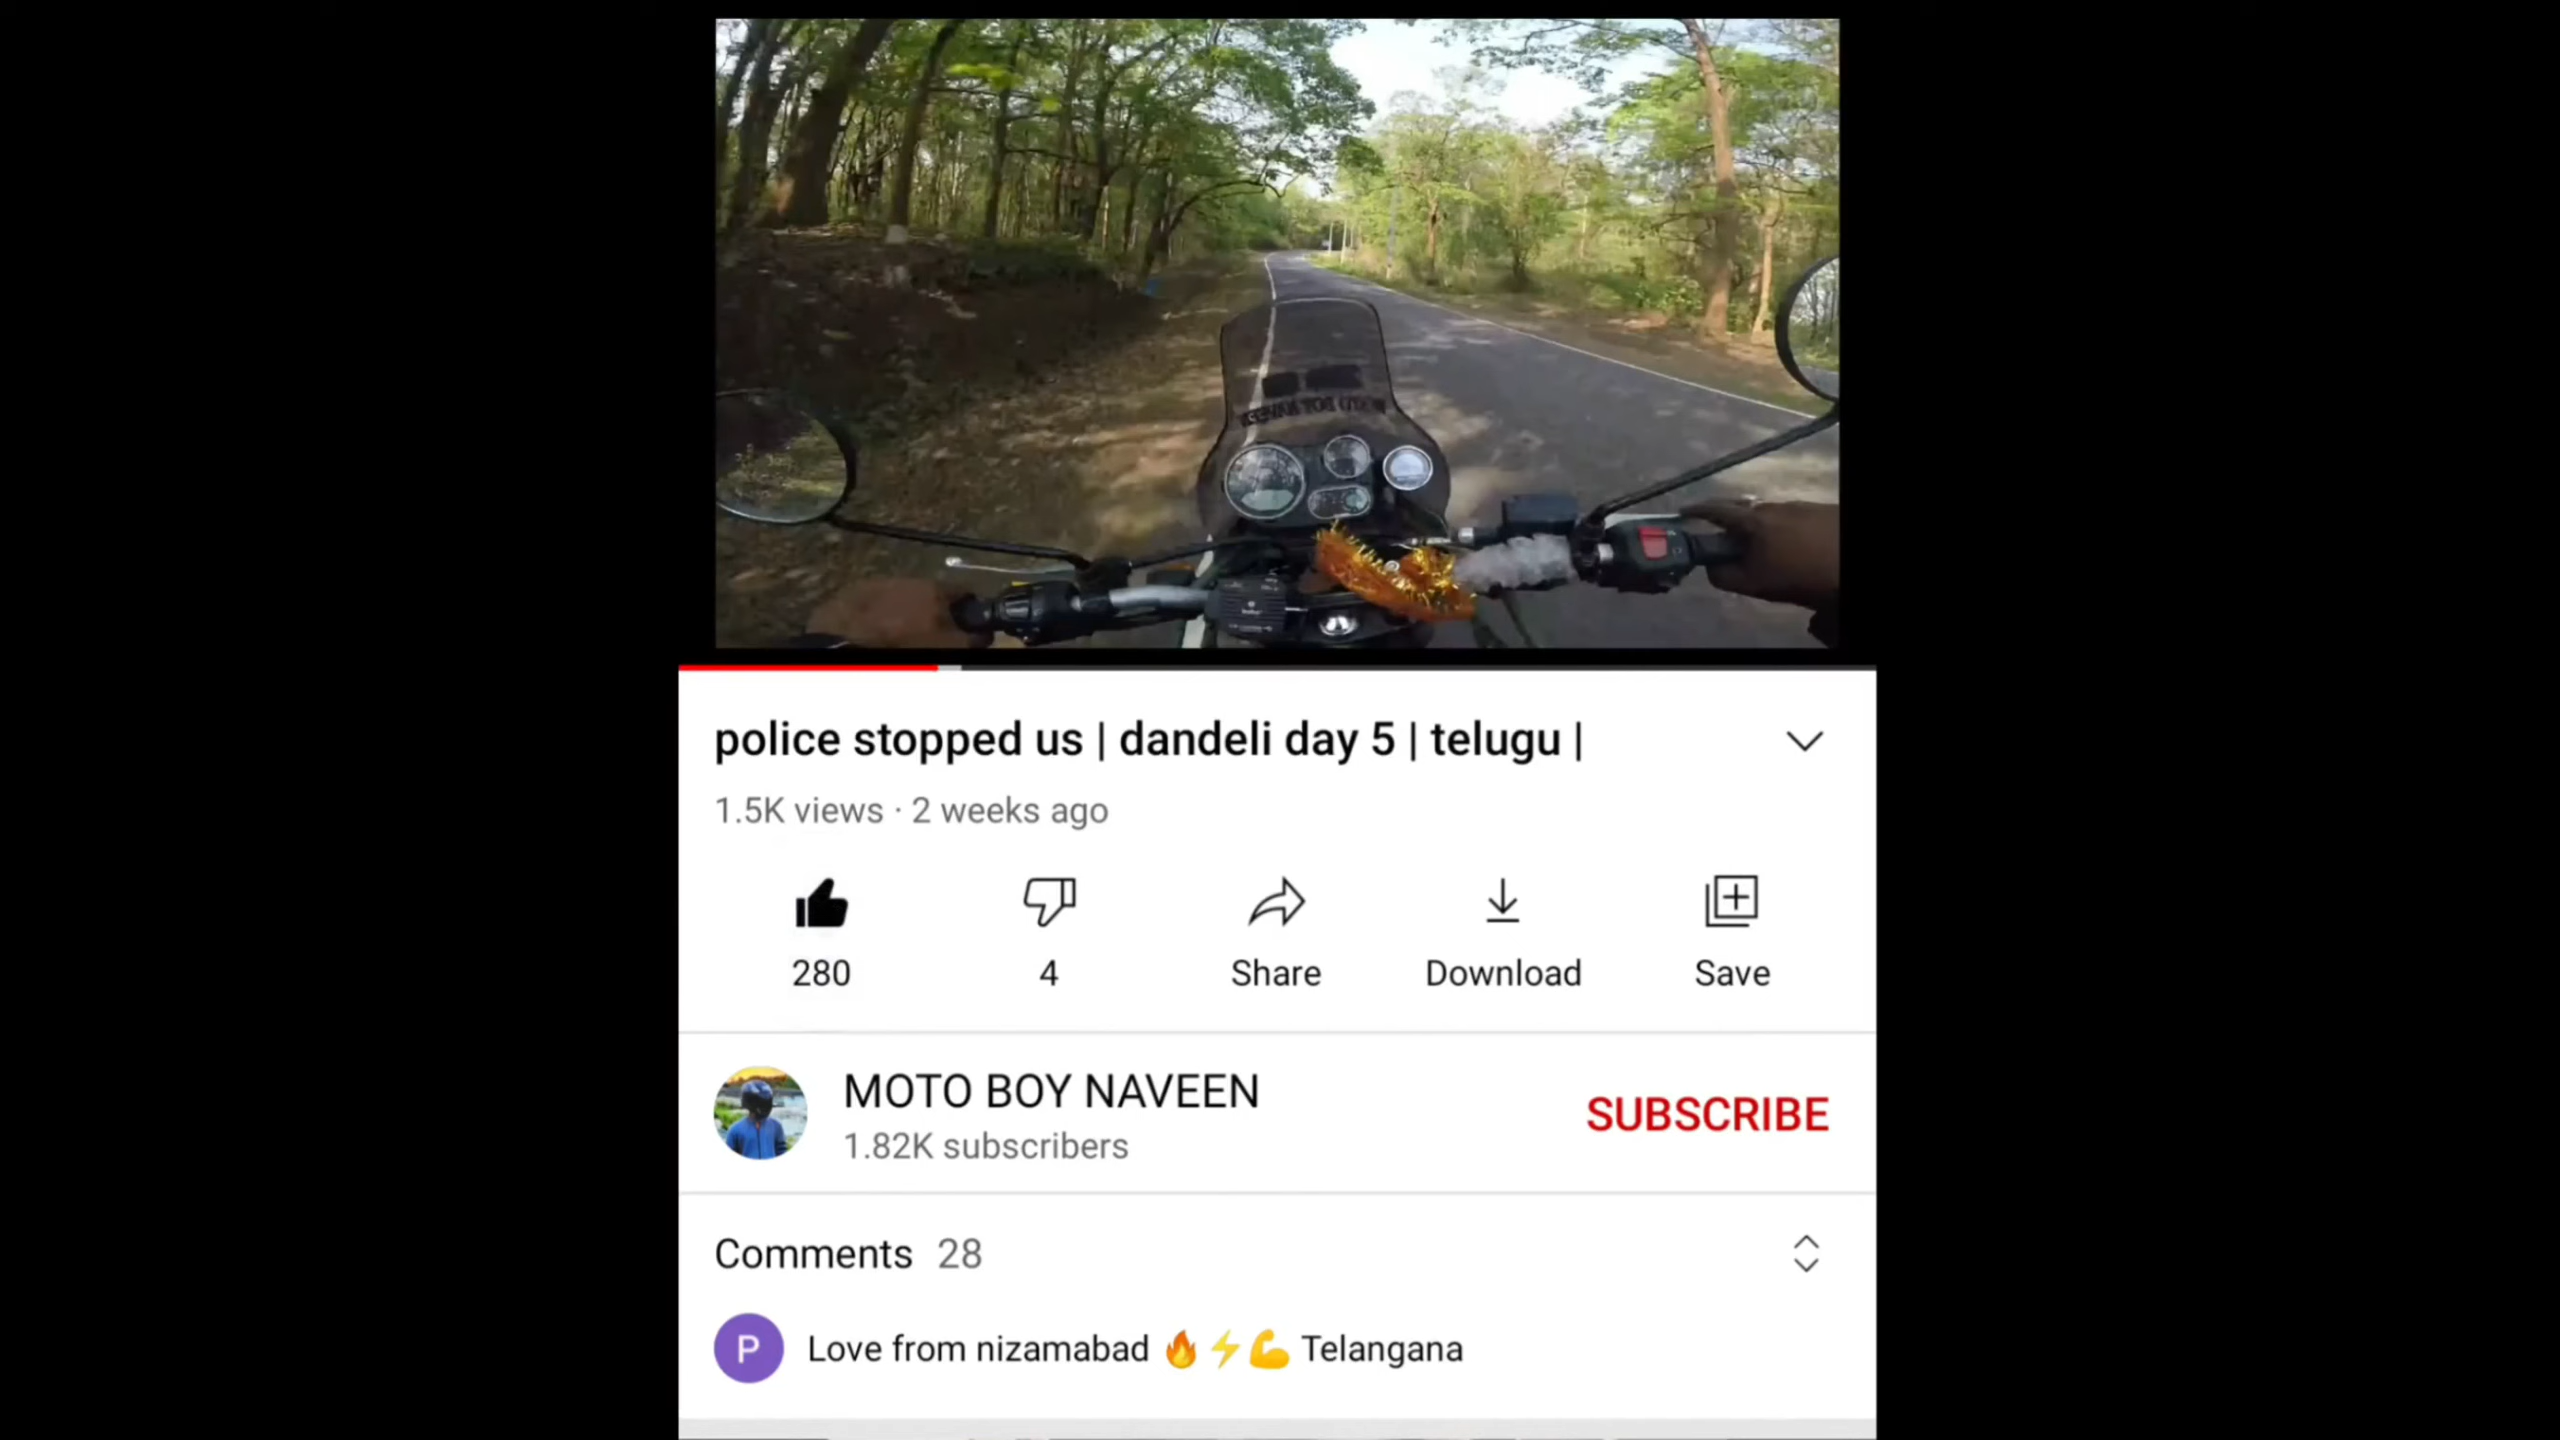 police stopped us | dandeli day 5 | telugu |
1.5K views · 2 weeks ago
280
4
Share
Download
Save
MOTO BOY NAVEEN
1.82K subscribers
SUBSCRIBE
Comments 28
P
Love from nizamabad 🔥⚡💪 Telangana